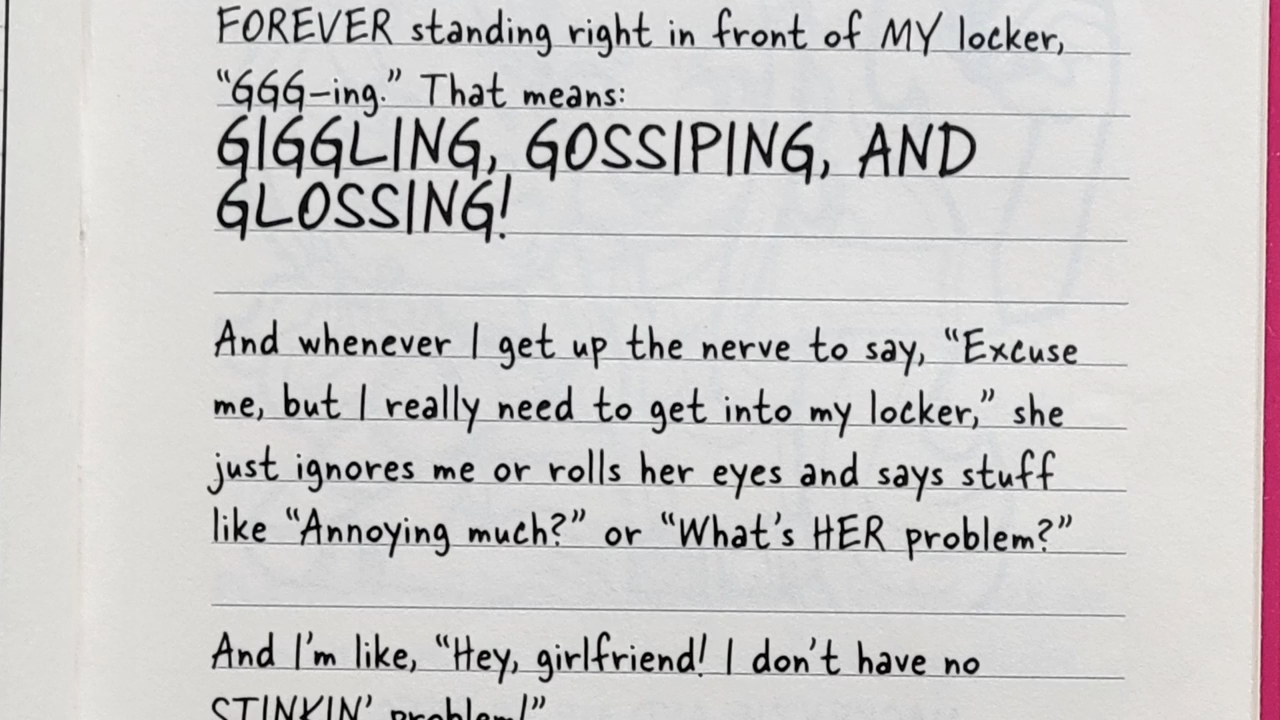 FOREVER standing right in front of MY locker,
“GGG-ing.” That means:
GIGGLING, GOSSIPING, AND
GLOSSING!
And whenever I get up the nerve to say, “Excuse
me, but I really need to get into my locker,” she
just ignores me or rolls her eyes and says stuff
like “Annoying much?” or “What’s HER problem?”
And I’m like, “Hey, girlfriend! I don’t have no
STINKIN’ problem!”